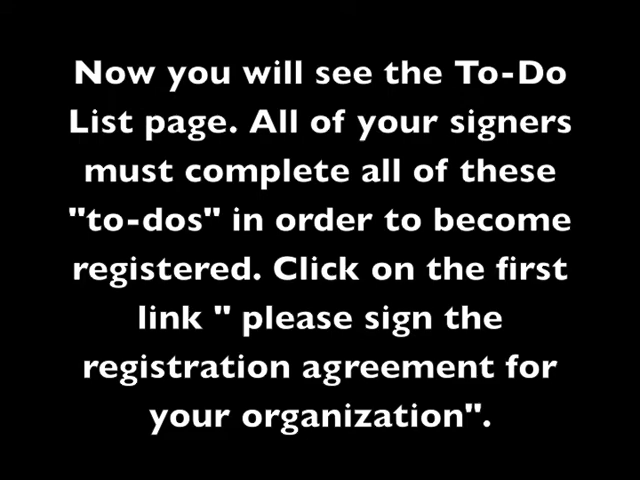 Now you will see the To-Do
List page. All of your signers
must complete all of these
"to-dos" in order to become
registered. Click on the first
link " please sign the
registration agreement for
your organization".